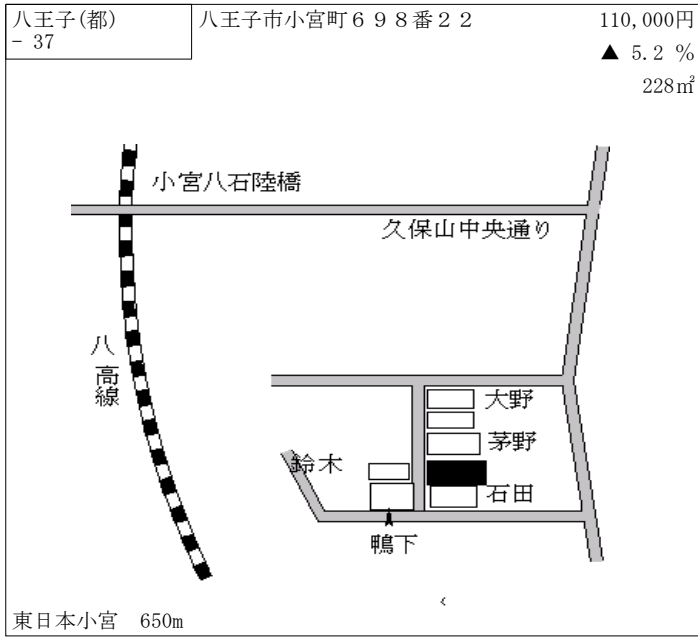 八王子(都)
- 37
八王子市小宮町６９８番２２
110,000円
▲ 5.2 %
228㎡
小宮八石陸橋
久保山中央通り
八高線
大野
茅野
鈴木
石田
鴨下
東日本小宮 650m